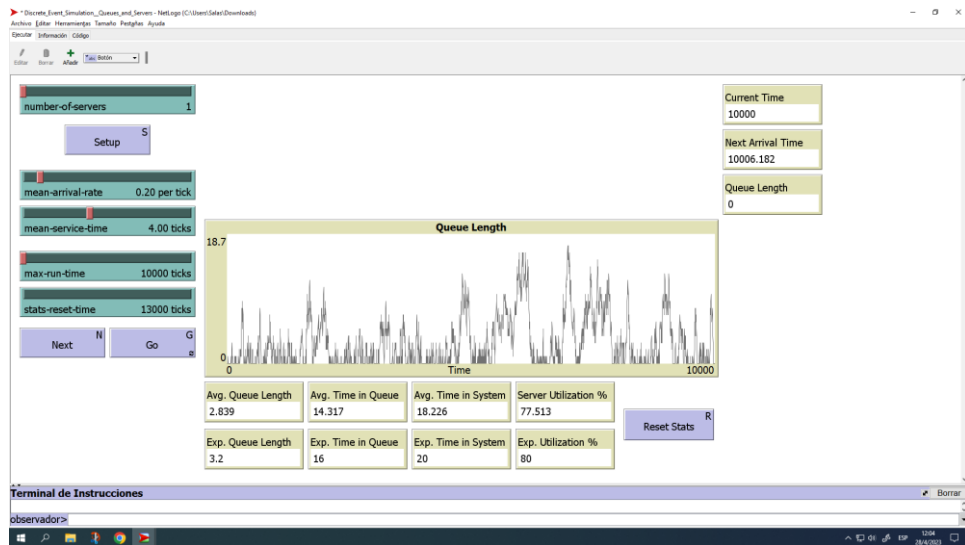 * Discrete_Event_Simulation__Queues_and_Servers - NetLogo {C:\Users\Salas\Downloads}
Archivo Editar Herramientas Tamaño Pestañas Ayuda
Ejecutar Información Código
Editar Borrar Añadir Botón
number-of-servers 1
S
Setup
mean-arrival-rate 0.20 per tick
mean-service-time 4.00 ticks
max-run-time 10000 ticks
stats-reset-time 13000 ticks
N
Next
G
Go
Current Time
10000
Next Arrival Time
10006.182
Queue Length
0
Queue Length
18.7
0
0 Time 10000
Avg. Queue Length Avg. Time in Queue Avg. Time in System Server Utilization %
2.839 14.317 18.226 77.513
R
Reset Stats
Exp. Queue Length Exp. Time in Queue Exp. Time in System Exp. Utilization %
3.2 16 20 80
Terminal de Instrucciones Borrar
observador>
ESP 12:04
28/4/2023